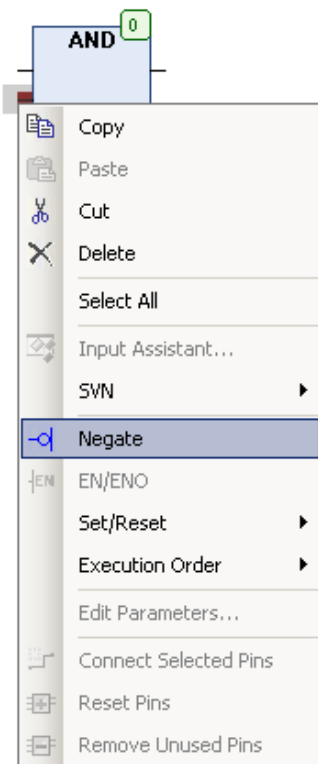 AND 0
Copy
Paste
Cut
Delete
Select All
Input Assistant...
SVN
Negate
EN EN/ENO
Set/Reset
Execution Order
Edit Parameters...
Connect Selected Pins
Reset Pins
Remove Unused Pins